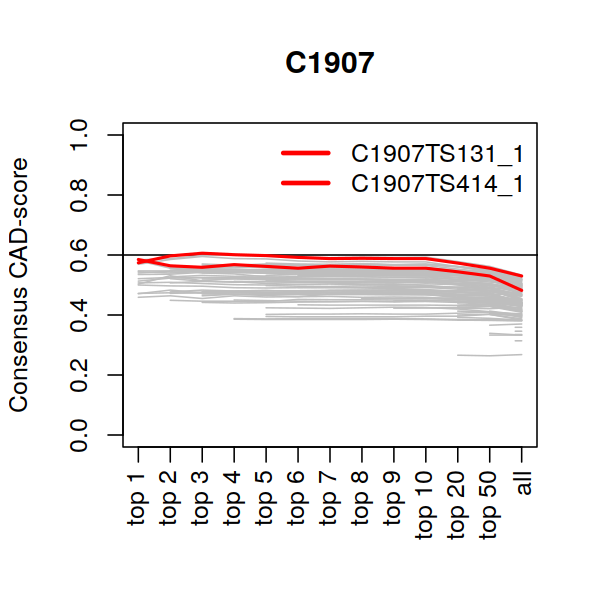 C1907
C1907TS131_1
C1907TS414_1
Consensus CAD-score
1.0
0.8
0.6
0.4
0.2
0.0
top 1
top 2
top 3
top 4
top 5
top 6
top 7
top 8
top 9
top 10
top 20
top 50
all